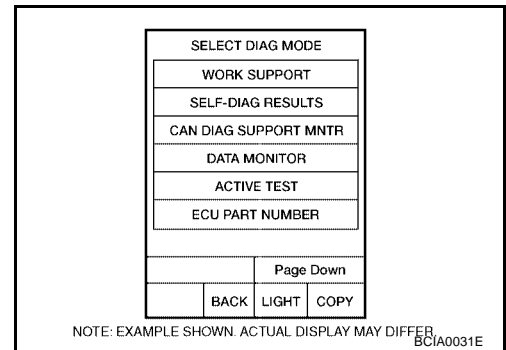 SELECT DIAG MODE
WORK SUPPORT
SELF-DIAG RESULTS
CAN DIAG SUPPORT MNTR
DATA MONITOR
ACTIVE TEST
ECU PART NUMBER
Page Down
BACK LIGHT COPY
NOTE: EXAMPLE SHOWN. ACTUAL DISPLAY MAY DIFFER.
BCIA0031E